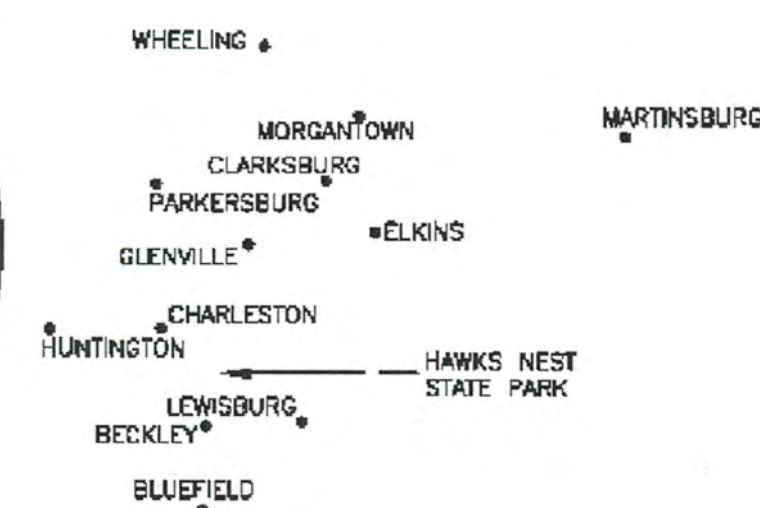 WHEELING
MARTINSBURG
MORGANTOWN
CLARKSBURG
PARKERSBURG
ELKINS
GLENVILLE
CHARLESTON
HUNTINGTON
HAWKS NEST
STATE PARK
LEWISBURG
BECKLEY
BLUEFIELD